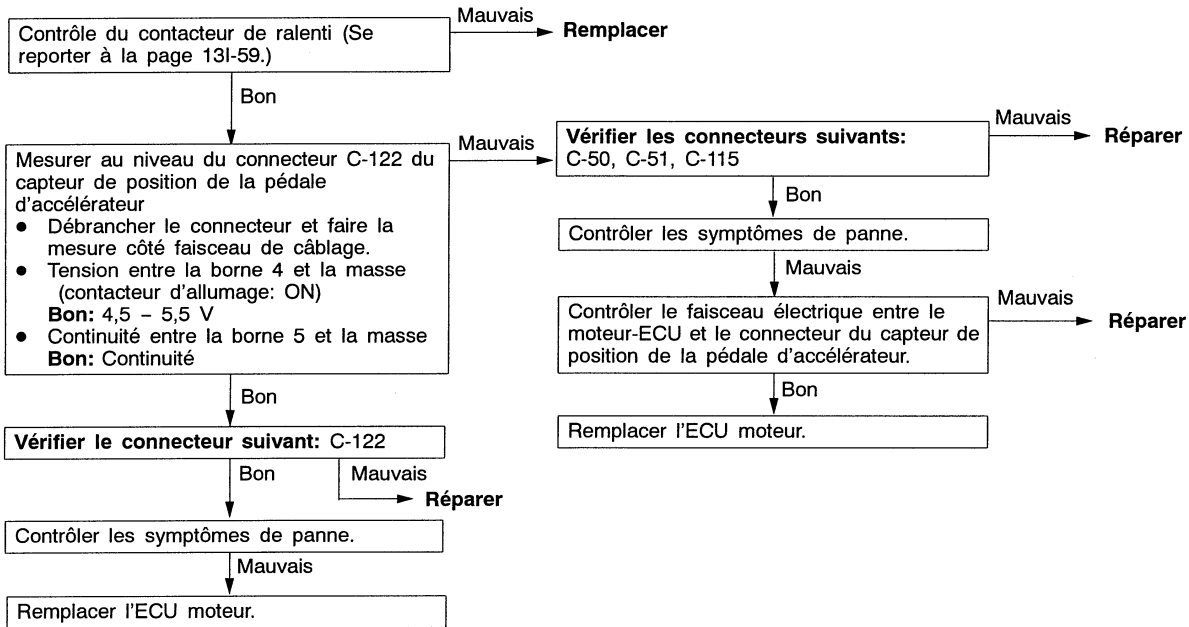 Contrôle du contacteur de ralenti (Se
reporter à la page 13I-59.)
Mauvais
Remplacer
Bon
Mesurer au niveau du connecteur C-122 du
capteur de position de la pédale
d'accélérateur
● Débrancher le connecteur et faire la
mesure côté faisceau de câblage.
● Tension entre la borne 4 et la masse
(contacteur d'allumage: ON)
Bon: 4,5 – 5,5 V
● Continuité entre la borne 5 et la masse
Bon: Continuité
Mauvais
Vérifier les connecteurs suivants:
C-50, C-51, C-115
Mauvais
Réparer
Bon
Contrôler les symptômes de panne.
Mauvais
Contrôler le faisceau électrique entre le
moteur-ECU et le connecteur du capteur de
position de la pédale d'accélérateur.
Mauvais
Réparer
Bon
Remplacer l'ECU moteur.
Bon
Vérifier le connecteur suivant: C-122
Bon
Mauvais
Réparer
Contrôler les symptômes de panne.
Mauvais
Remplacer l'ECU moteur.